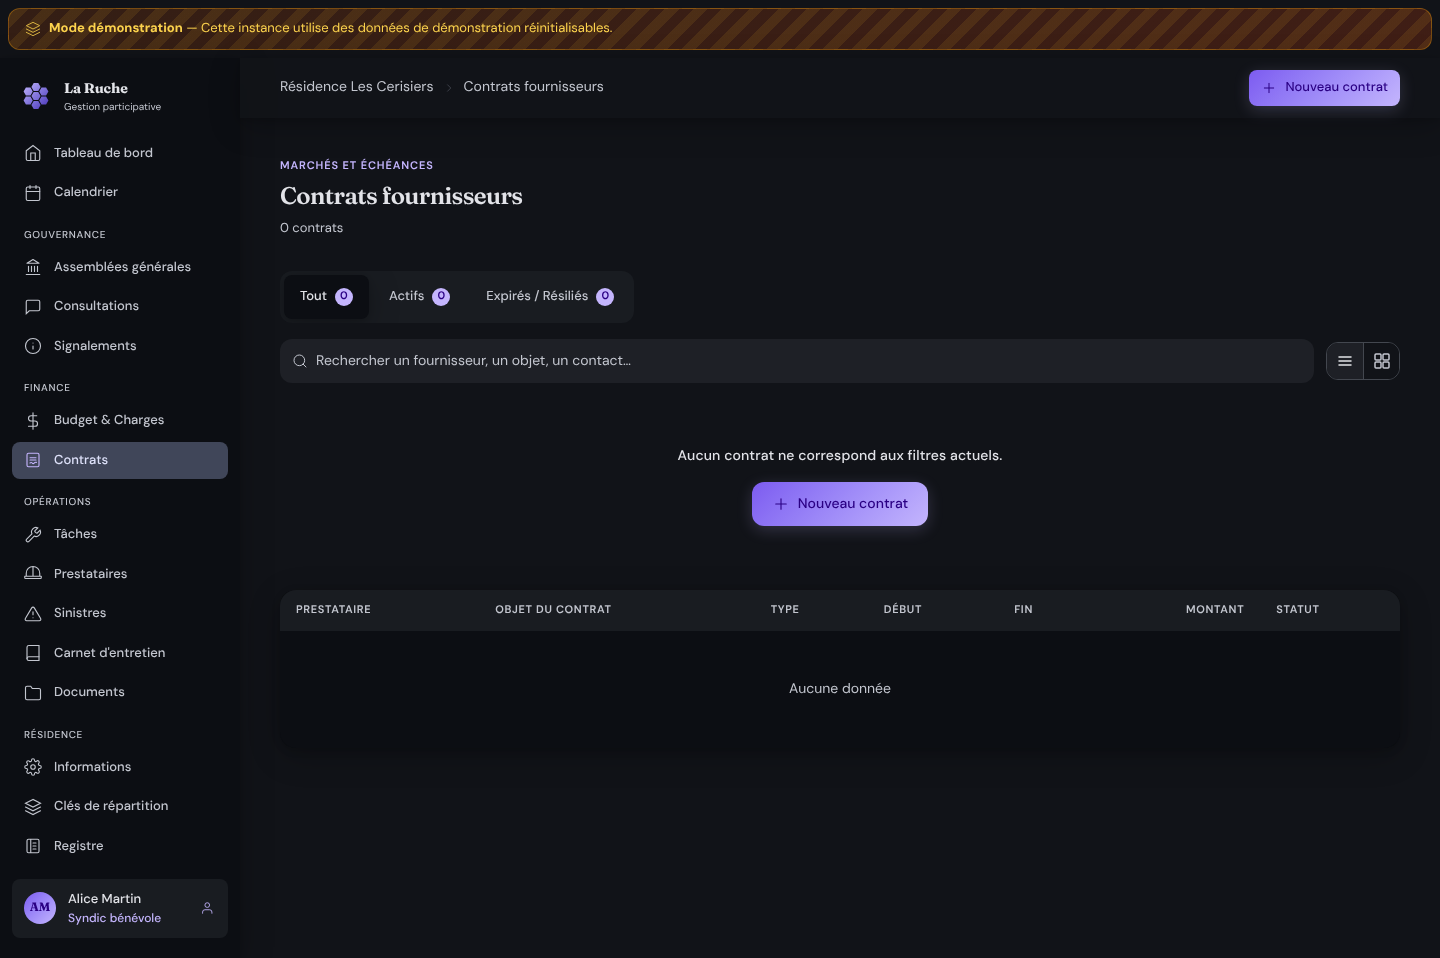 Mode démonstration — Cette instance utilise des données de démonstration réinitialisables.
La Ruche
Gestion participative
Tableau de bord
Calendrier
GOUVERNANCE
Assemblées générales
Consultations
Signalements
FINANCE
Budget & Charges
Contrats
OPÉRATIONS
Tâches
Prestataires
Sinistres
Carnet d'entretien
Documents
RÉSIDENCE
Informations
Clés de répartition
Registre
AM
Alice Martin
Syndic bénévole
Résidence Les Cerisiers > Contrats fournisseurs
Nouveau contrat
MARCHÉS ET ÉCHÉANCES
Contrats fournisseurs
0 contrats
Tout 0 Actifs 0 Expirés / Résiliés 0
Rechercher un fournisseur, un objet, un contact...
Aucun contrat ne correspond aux filtres actuels.
Nouveau contrat
PRESTATAIRE OBJET DU CONTRAT TYPE DÉBUT FIN MONTANT STATUT
Aucune donnée